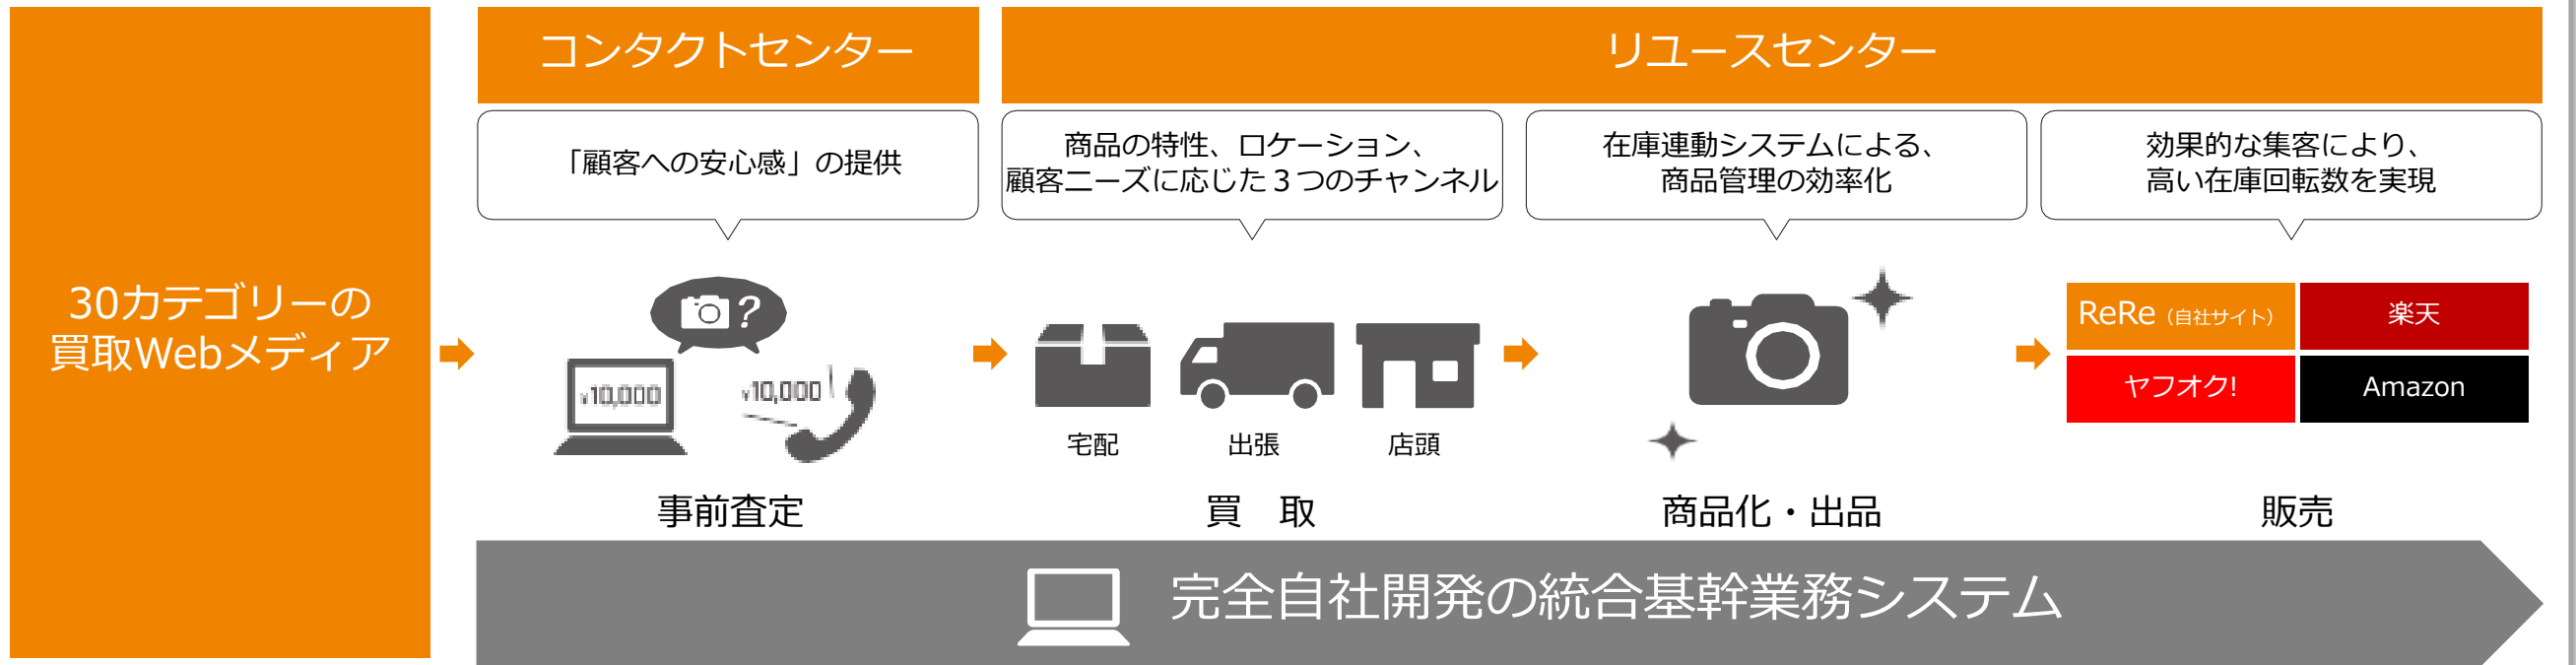 コンタクトセンター
リユースセンター
「顧客への安心感」の提供
商品の特性、ロケーション、
顧客ニーズに応じた３つのチャンネル
在庫連動システムによる、
商品管理の効率化
効果的な集客により、
高い在庫回転数を実現
30カテゴリーの
買取Webメディア
?
¥10,000
¥10,000
宅配
出張
店頭
ReRe（自社サイト）
楽天
ヤフオク!
Amazon
事前査定
買　取
商品化・出品
販売
完全自社開発の統合基幹業務システム